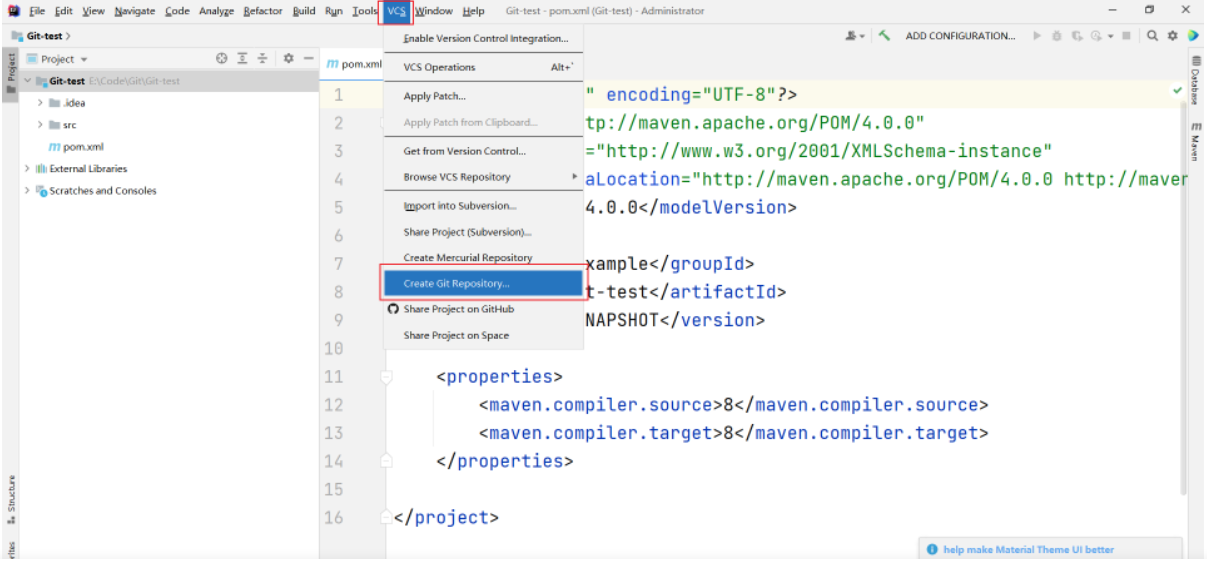 File Edit View Navigate Code Analyze Refactor Build Run Tools VCS Window Help Git-test - pom.xml (Git-test) - Administrator
Git-test
ADD CONFIGURATION...
Project
Project
pom.xml
Git-test E:\Code\Git\Git-test
.idea
src
pom.xml
External Libraries
Scratches and Consoles
Enable Version Control Integration...
VCS Operations Alt+`
Apply Patch...
Apply Patch from Clipboard...
Get from Version Control...
Browse VCS Repository
Import into Subversion...
Share Project (Subversion)...
Create Mercurial Repository
Create Git Repository...
Share Project on GitHub
Share Project on Space
1 " encoding="UTF-8"?>
2 tp://maven.apache.org/POM/4.0.0"
3 ="http://www.w3.org/2001/XMLSchema-instance"
4 aLocation="http://maven.apache.org/POM/4.0.0 http://maver
5 4.0.0</modelVersion>
6
7 xample</groupId>
8 t-test</artifactId>
9 NAPSHOT</version>
10
11 <properties>
12 <maven.compiler.source>8</maven.compiler.source>
13 <maven.compiler.target>8</maven.compiler.target>
14 </properties>
15
16 </project>
Database
Maven
Structure
help make Material Theme UI better